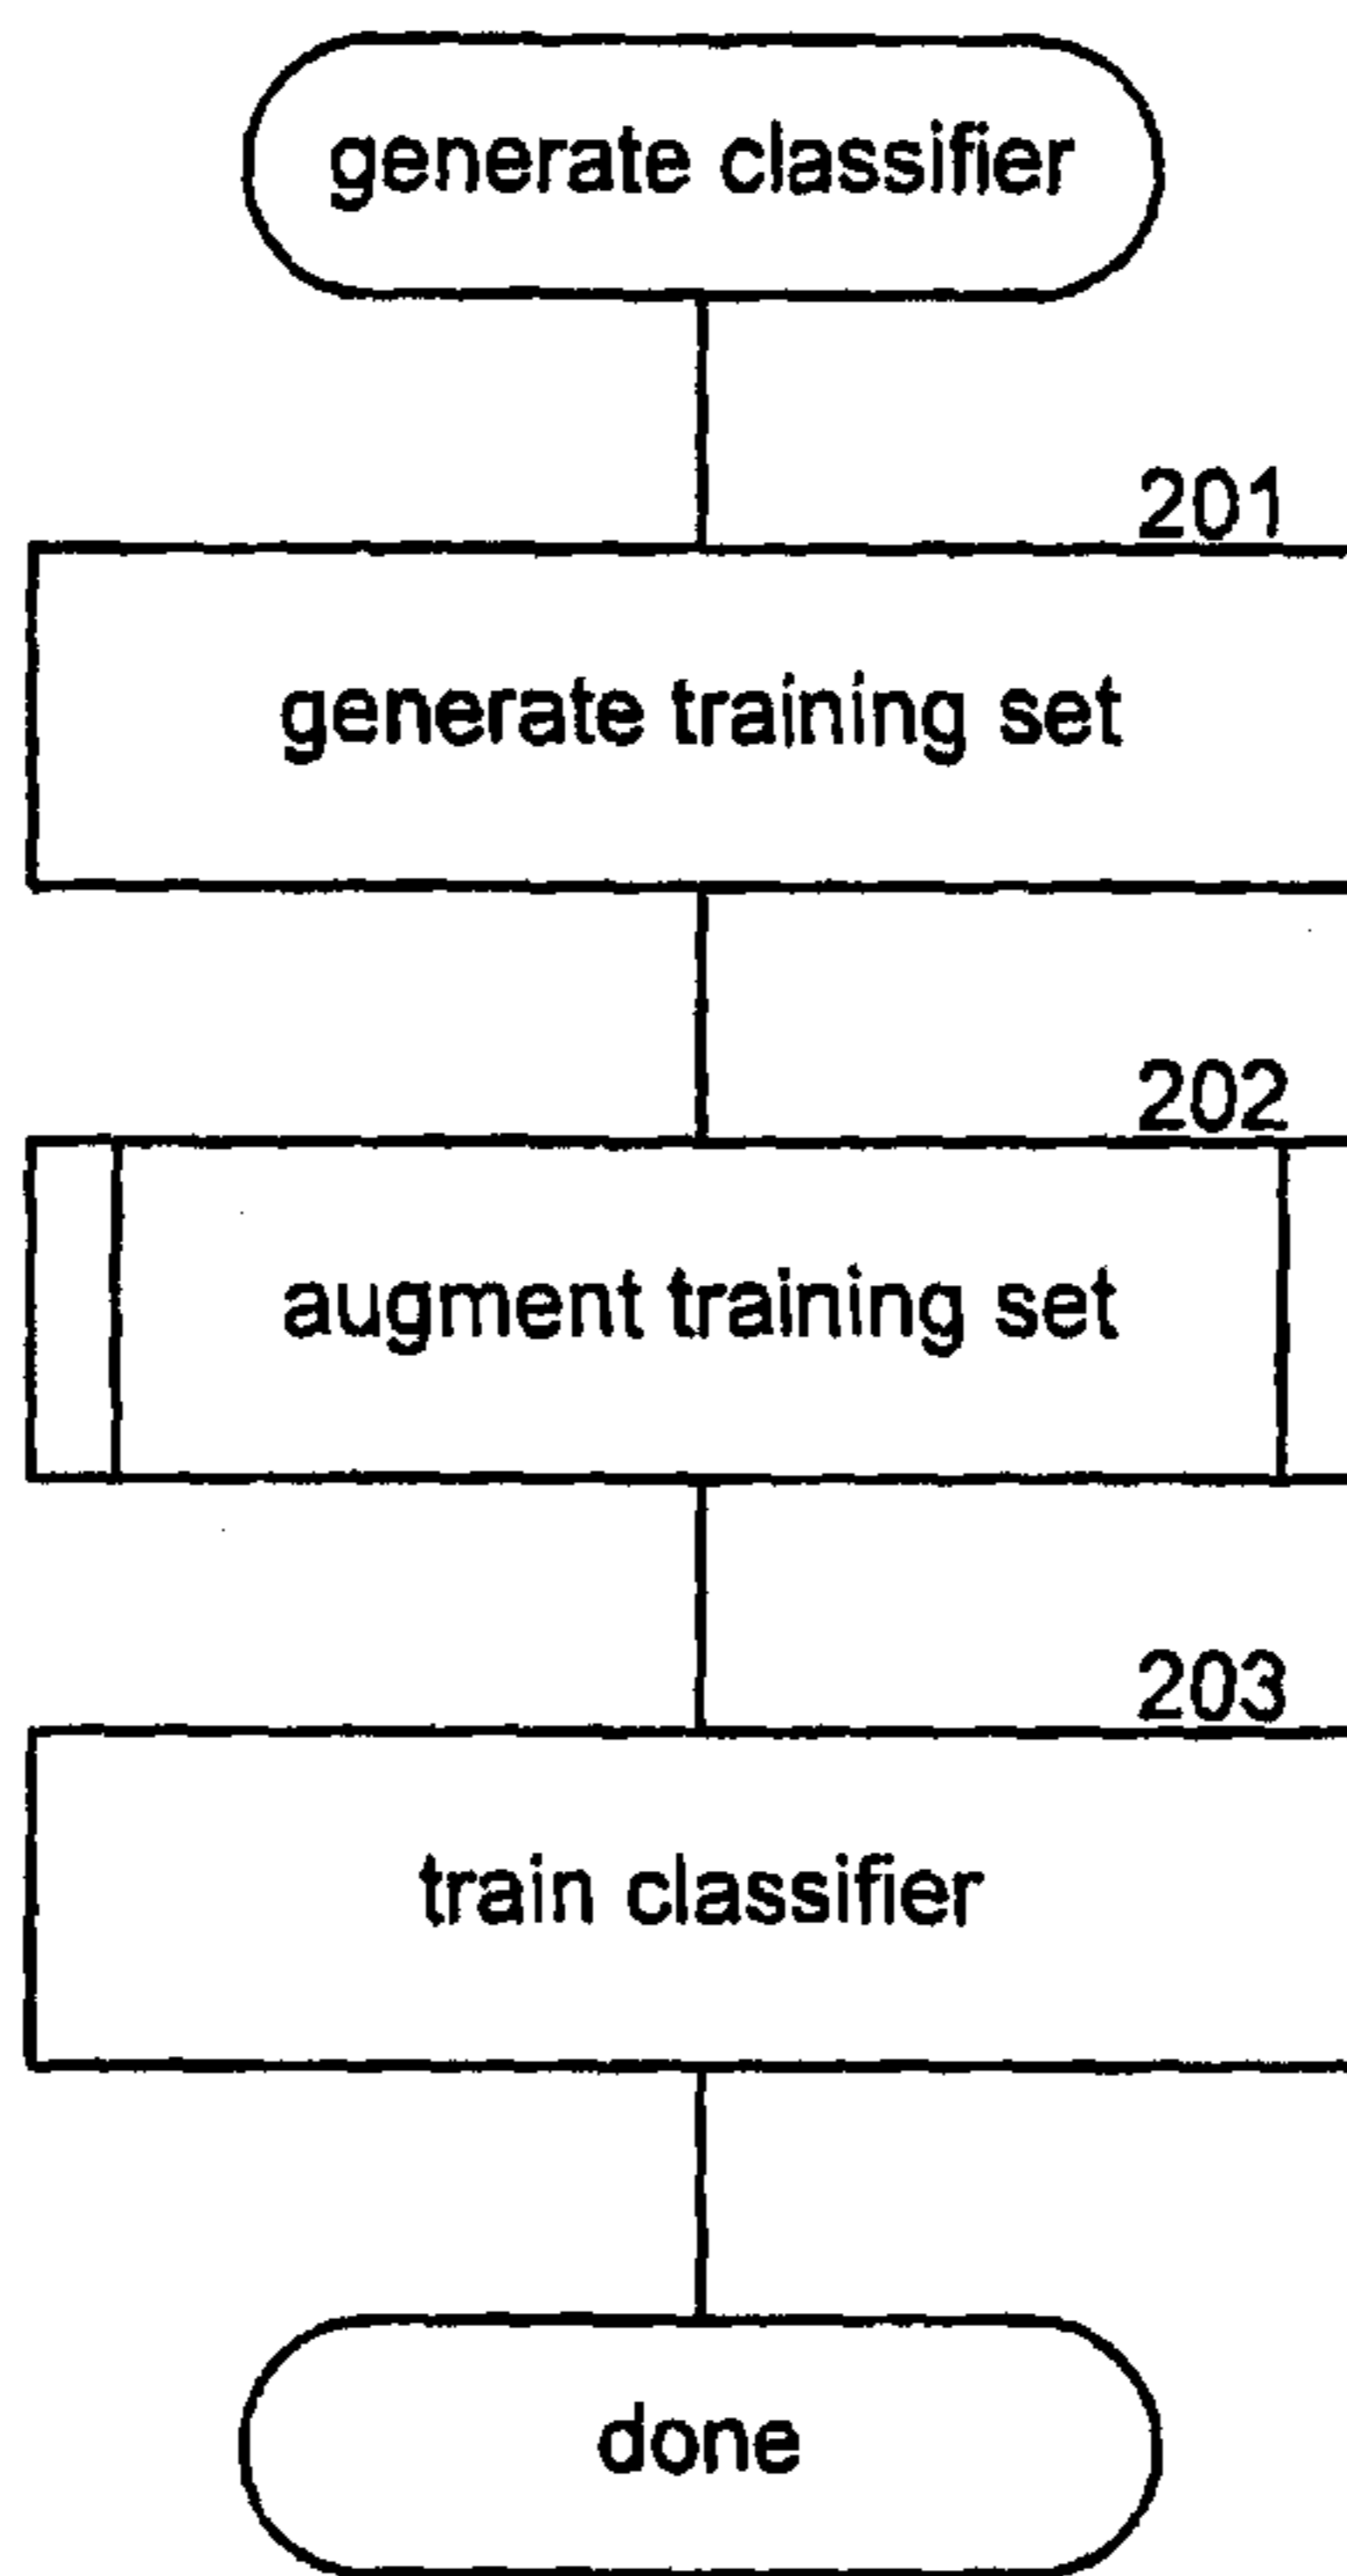 generate classifier
201
generate training set
202
augment training set
203
train classifier
done